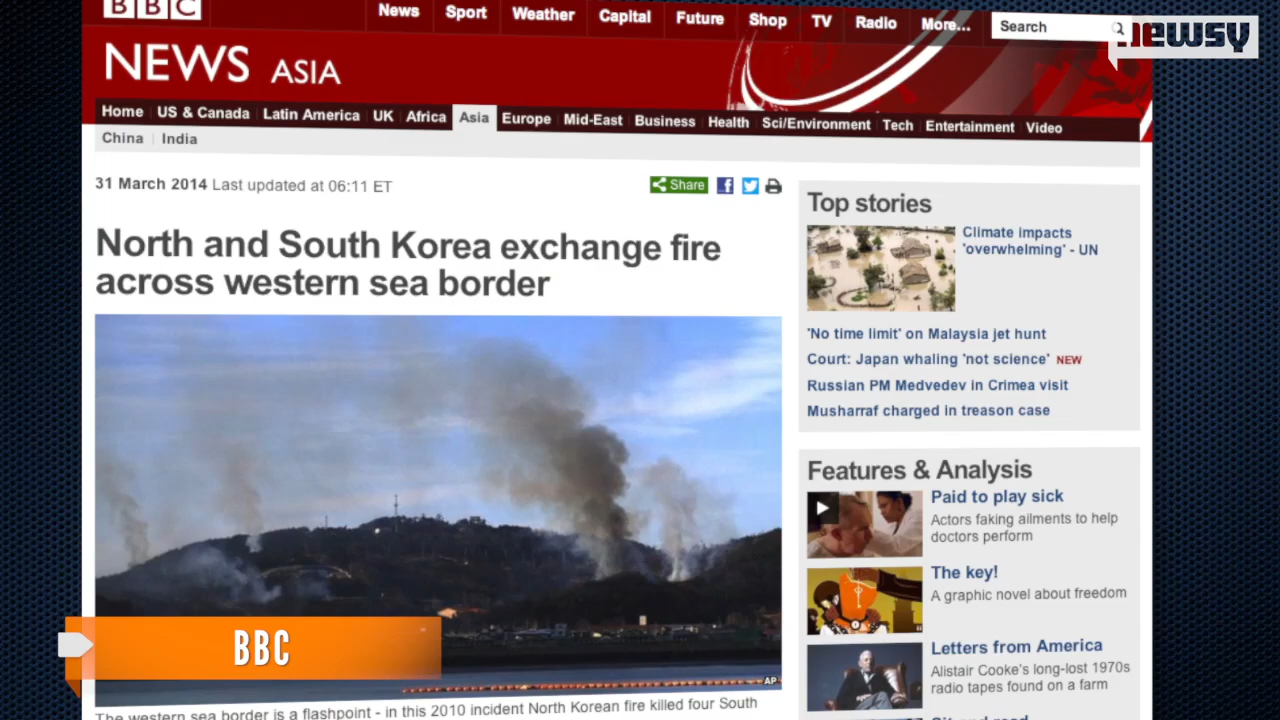 BBC
News Sport Weather Capital Future Shop TV Radio More... Search
newsy
NEWS ASIA
Home US & Canada Latin America UK Africa Asia Europe Mid-East Business Health Sci/Environment Tech Entertainment Video
China India
31 March 2014 Last updated at 06:11 ET
Share
North and South Korea exchange fire
across western sea border
AP
The western sea border is a flashpoint - in this 2010 incident North Korean fire killed four South
Top stories
Climate impacts
'overwhelming' - UN
'No time limit' on Malaysia jet hunt
Court: Japan whaling 'not science' NEW
Russian PM Medvedev in Crimea visit
Musharraf charged in treason case
Features & Analysis
Paid to play sick
Actors faking ailments to help
doctors perform
The key!
A graphic novel about freedom
Letters from America
Alistair Cooke's long-lost 1970s
radio tapes found on a farm
BBC